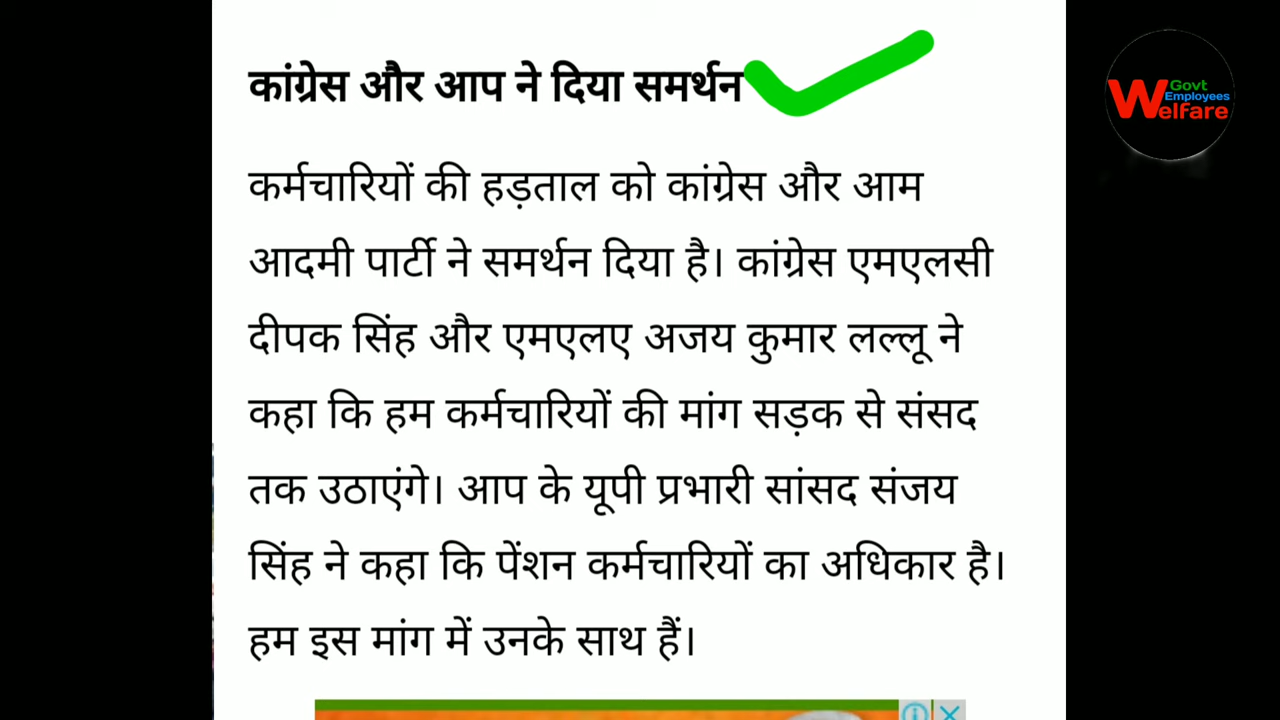 कांग्रेस और आप ने दिया समर्थन
Govt
Employees
Welfare
कर्मचारियों की हड़ताल को कांग्रेस और आम
आदमी पार्टी ने समर्थन दिया है। कांग्रेस एमएलसी
दीपक सिंह और एमएलए अजय कुमार लल्लू ने
कहा कि हम कर्मचारियों की मांग सड़क से संसद
तक उठाएंगे। आप के यूपी प्रभारी सांसद संजय
सिंह ने कहा कि पेंशन कर्मचारियों का अधिकार है।
हम इस मांग में उनके साथ हैं।